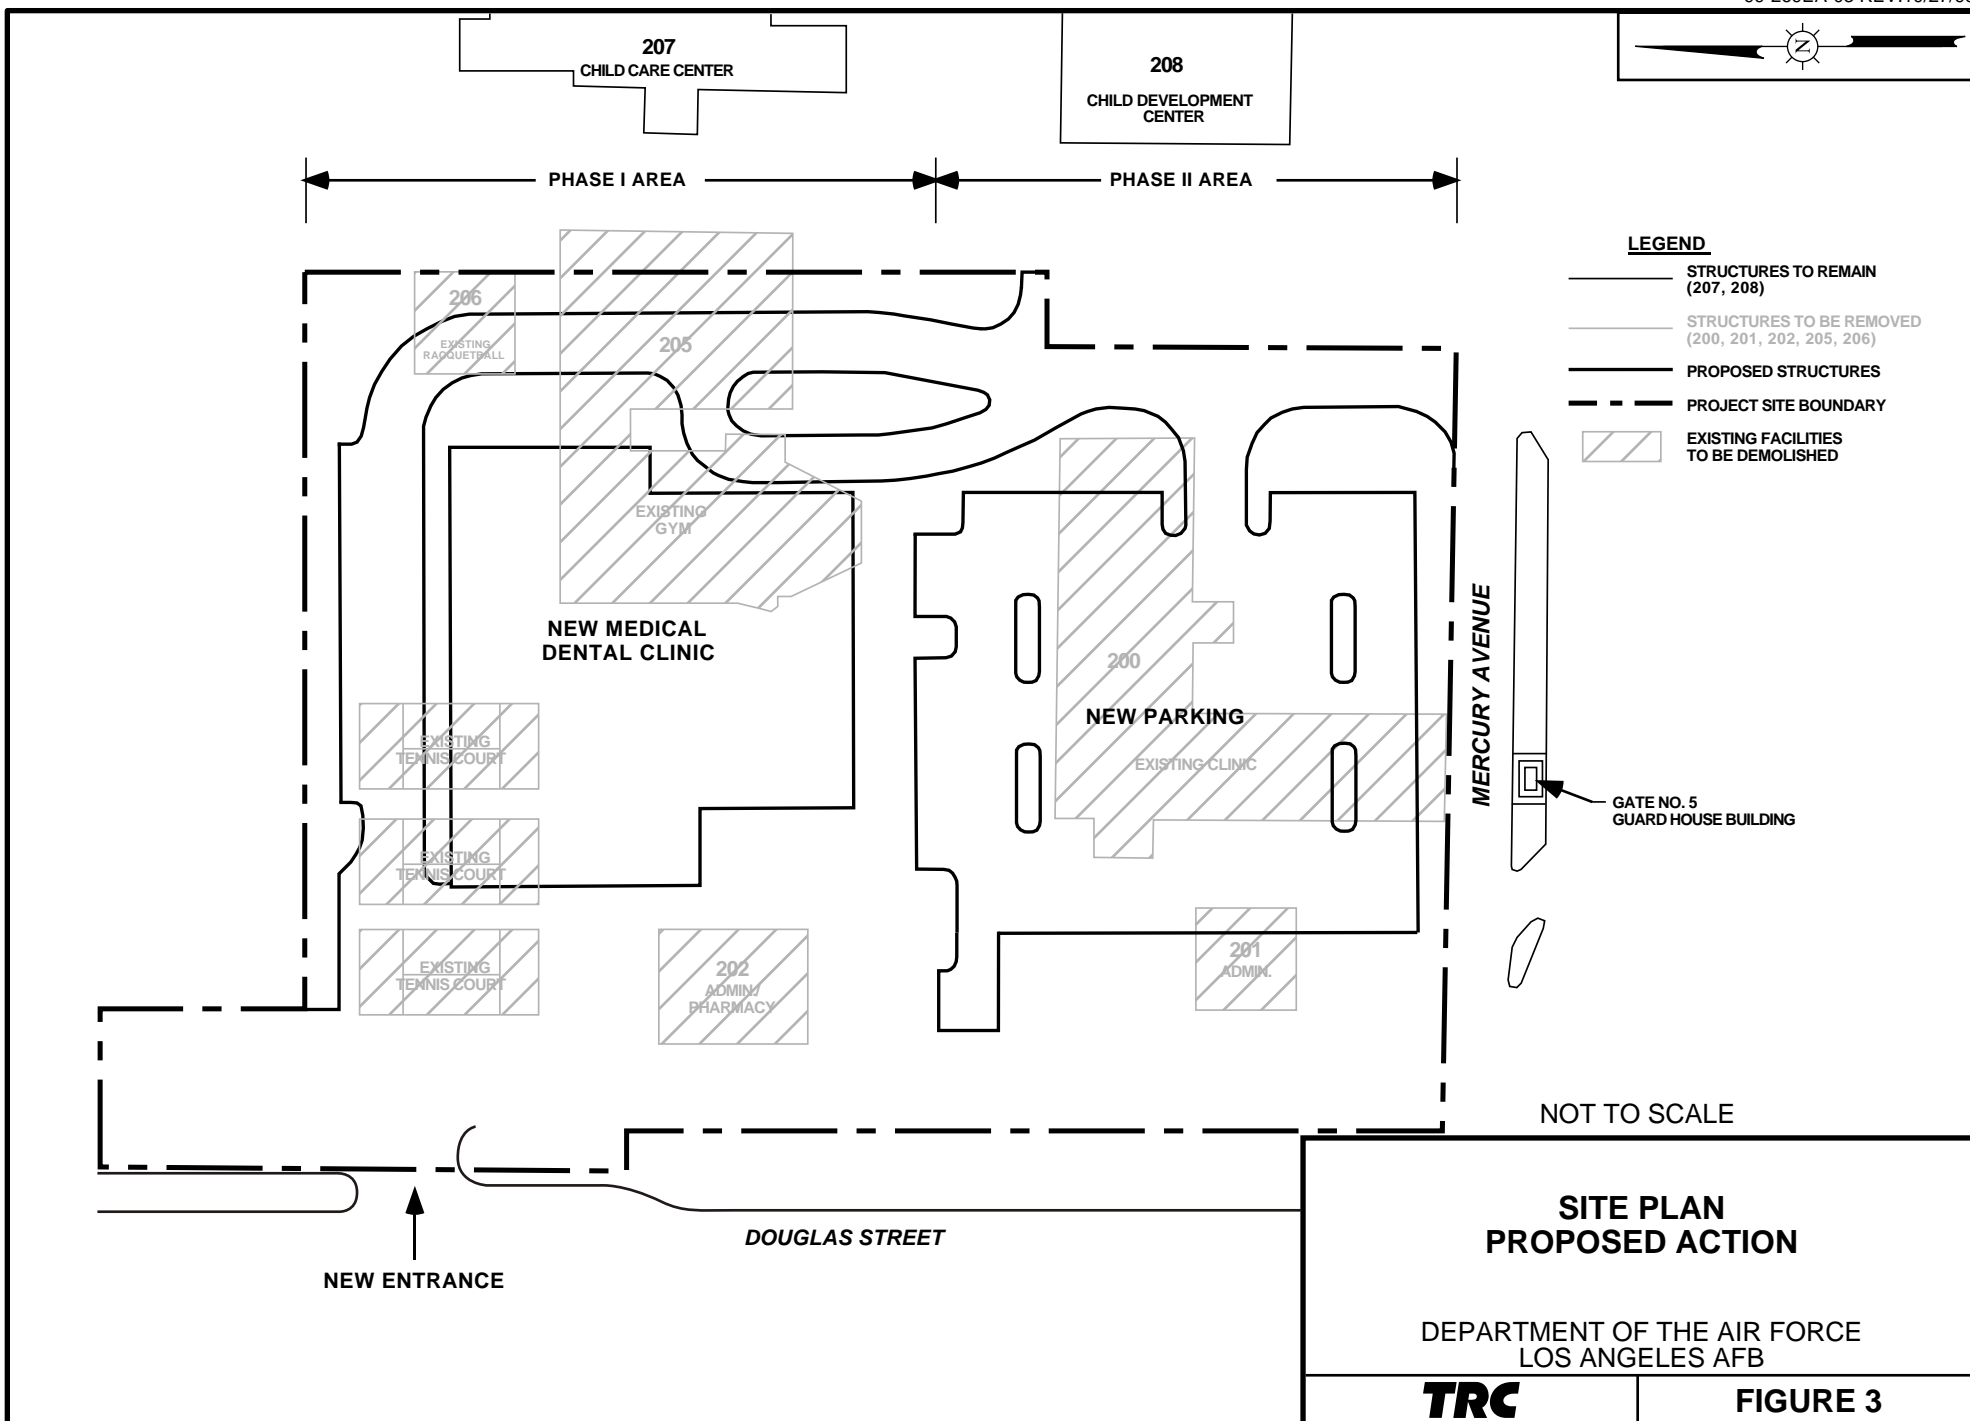 207
CHILD CARE CENTER
208
CHILD DEVELOPMENT
CENTER
N
PHASE I AREA
PHASE II AREA
LEGEND
STRUCTURES TO REMAIN
(207, 208)
STRUCTURES TO BE REMOVED
(200, 201, 202, 205, 206)
PROPOSED STRUCTURES
PROJECT SITE BOUNDARY
EXISTING FACILITIES
TO BE DEMOLISHED
206
EXISTING
RACQUETBALL
205
EXISTING
GYM
NEW MEDICAL
DENTAL CLINIC
200
NEW PARKING
EXISTING CLINIC
MERCURY AVENUE
EXISTING
TENNIS COURT
EXISTING
TENNIS COURT
EXISTING
TENNIS COURT
GATE NO. 5
GUARD HOUSE BUILDING
202
ADMIN./
PHARMACY
201
ADMIN.
NOT TO SCALE
DOUGLAS STREET
NEW ENTRANCE
SITE PLAN
PROPOSED ACTION
DEPARTMENT OF THE AIR FORCE
LOS ANGELES AFB
TRC
FIGURE 3